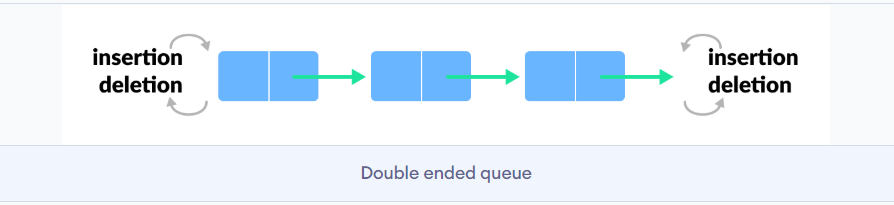 insertion
deletion
insertion
deletion
Double ended queue